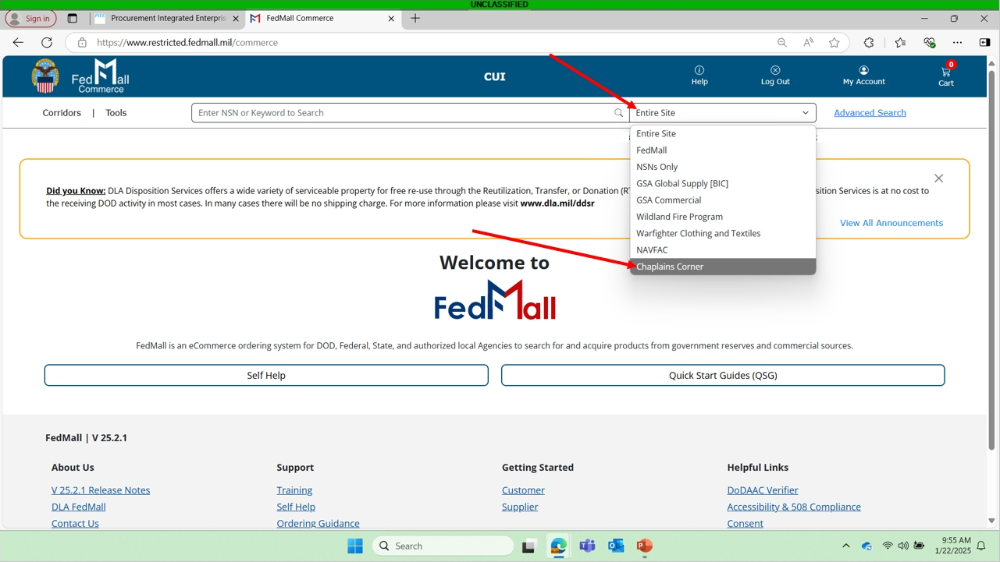 UNCLASSIFIED
Sign in
Procurement Integrated Enterpris
FedMall Commerce
https://www.restricted.fedmall.mil/commerce
FedMall
Commerce
CUI
Help
Log Out
My Account
0
Cart
Corridors | Tools
Enter NSN or Keyword to Search
Entire Site
Advanced Search
Entire Site
FedMall
NSNs Only
GSA Global Supply [BIC]
GSA Commercial
Wildland Fire Program
Warfighter Clothing and Textiles
NAVFAC
Chaplains Corner
Did you Know: DLA Disposition Services offers a wide variety of serviceable property for free re-use through the Reutilization, Transfer, or Donation (RT
sition Services is at no cost to
the receiving DOD activity in most cases. In many cases there will be no shipping charge. For more information please visit www.dla.mil/ddsr
View All Announcements
Welcome to
FedMall
FedMall is an eCommerce ordering system for DOD, Federal, State, and authorized local Agencies to search for and acquire products from government reserves and commercial sources.
Self Help
Quick Start Guides (QSG)
FedMall | V 25.2.1
About Us
V 25.2.1 Release Notes
DLA FedMall
Contact Us
Support
Training
Self Help
Ordering Guidance
Getting Started
Customer
Supplier
Helpful Links
DoDAAC Verifier
Accessibility & 508 Compliance
Consent
Search
9:55 AM
1/22/2025